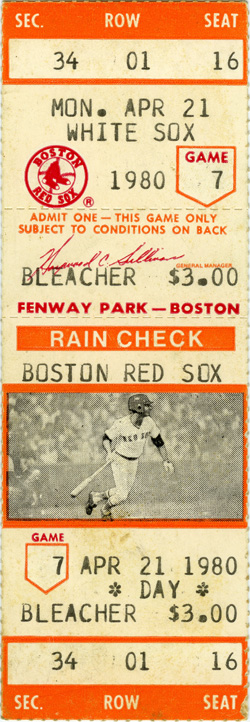 SEC. ROW SEAT
34 01 16
MON. APR 21
WHITE SOX
BOSTON RED SOX ®
1980
GAME 7
ADMIT ONE — THIS GAME ONLY
SUBJECT TO CONDITIONS ON BACK
Haywood C. Sullivan
GENERAL MANAGER
BLEACHER $3.00
FENWAY PARK — BOSTON
RAIN CHECK
BOSTON RED SOX
RED SOX
GAME
7 APR 21 1980
* DAY *
BLEACHER $3.00
34 01 16
SEC. ROW SEAT